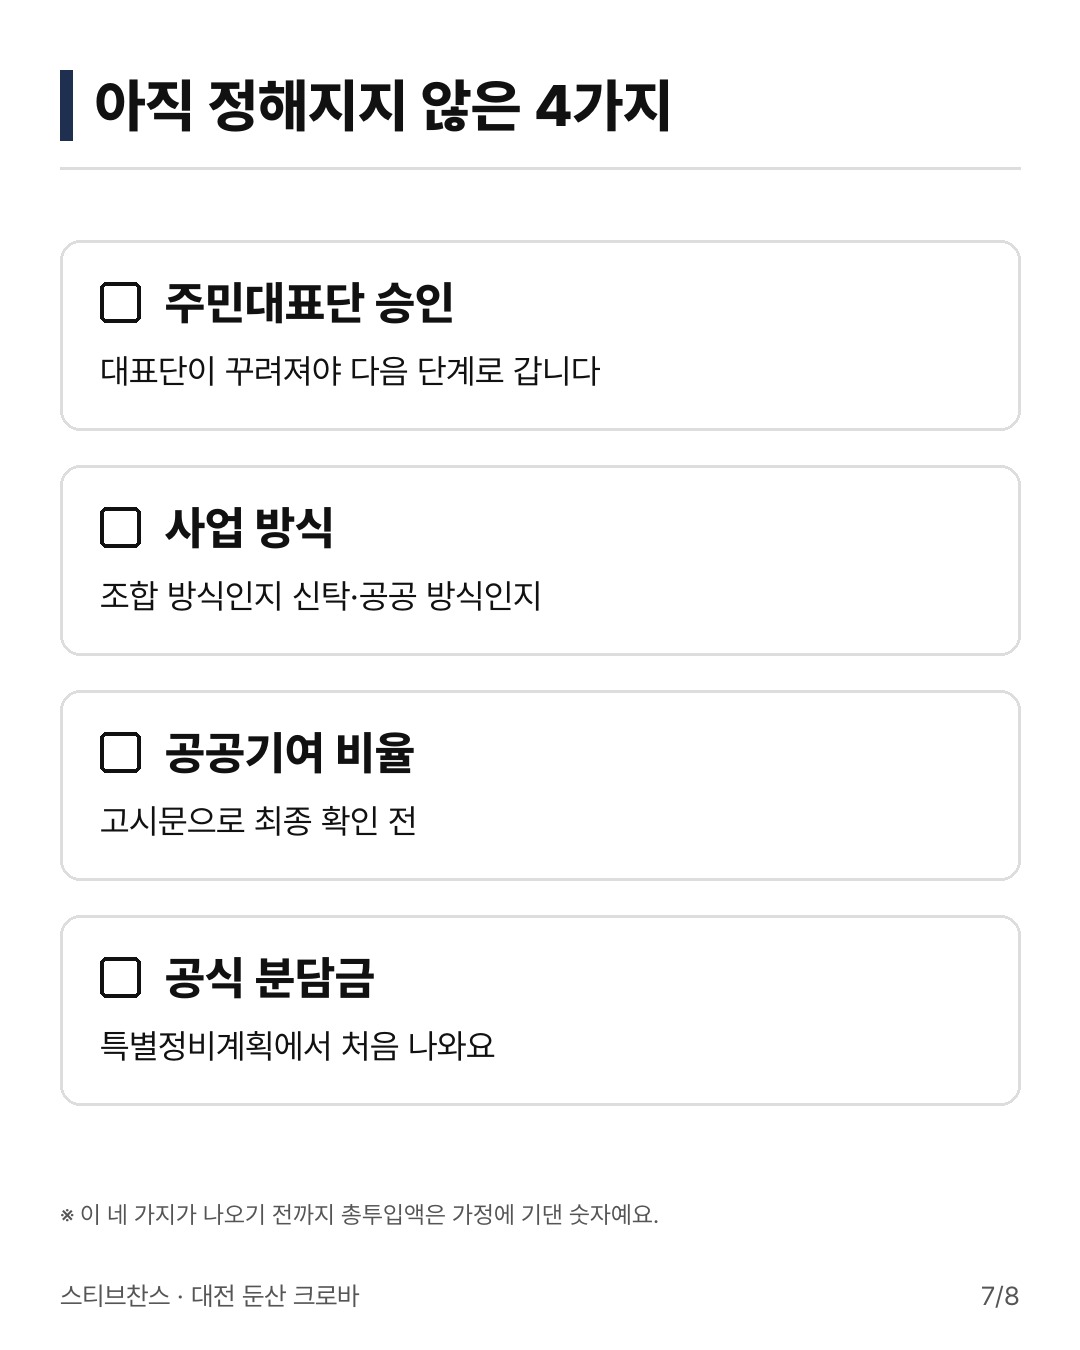 아직 정해지지 않은 4가지
주민대표단 승인
대표단이 꾸려져야 다음 단계로 갑니다
사업 방식
조합 방식인지 신탁·공공 방식인지
공공기여 비율
고시문으로 최종 확인 전
공식 분담금
특별정비계획에서 처음 나와요
※ 이 네 가지가 나오기 전까지 총투입액은 가정에 기댄 숫자예요.
스티브찬스 · 대전 둔산 크로바
7/8